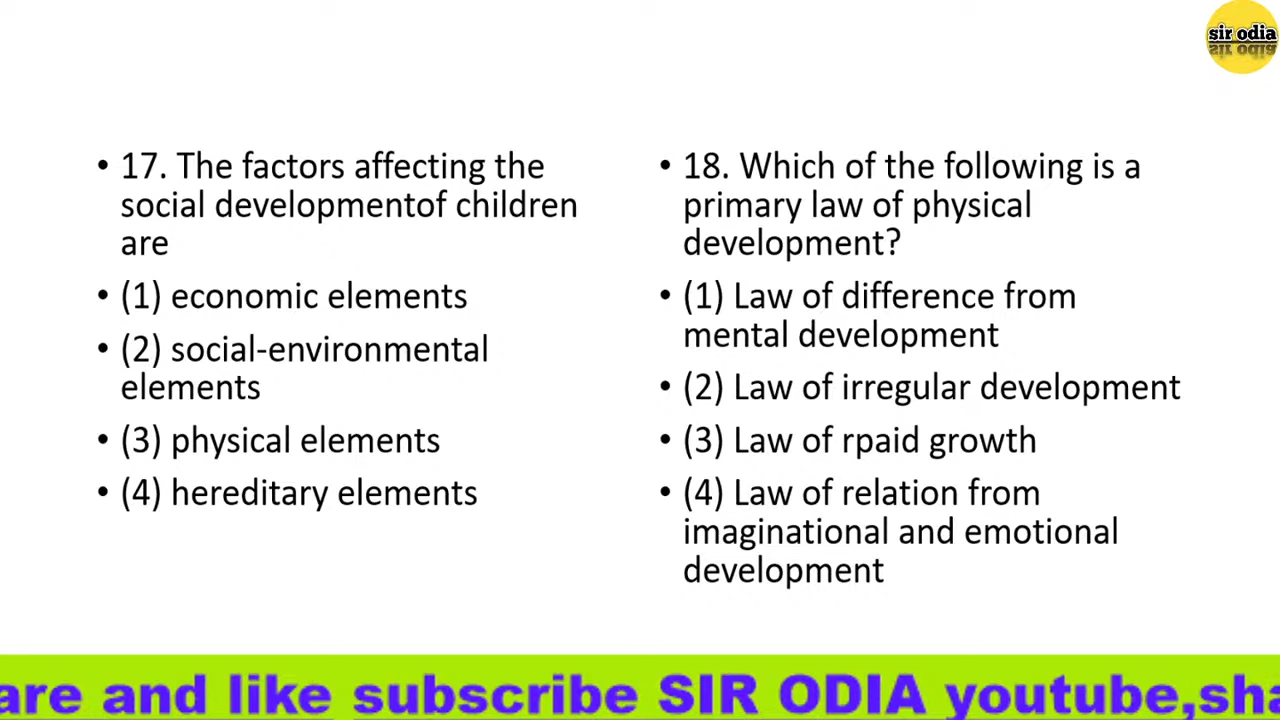 sir odia
• 17. The factors affecting the
social developmentof children
are
• (1) economic elements
• (2) social-environmental
elements
• (3) physical elements
• (4) hereditary elements
• 18. Which of the following is a
primary law of physical
development?
• (1) Law of difference from
mental development
• (2) Law of irregular development
• (3) Law of rpaid growth
• (4) Law of relation from
imaginational and emotional
development
are and like subscribe SIR ODIA youtube,sha